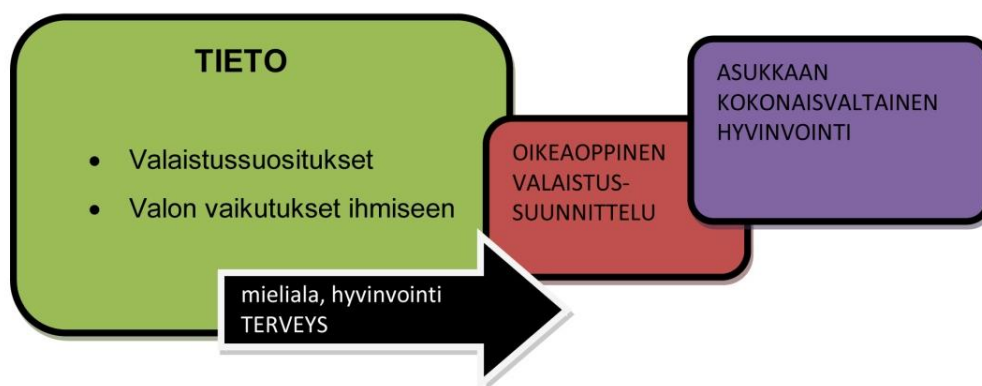 TIETO
• Valaistussuositukset
• Valon vaikutukset ihmiseen
mieliala, hyvinvointi
TERVEYS
OIKEAOPPINEN
VALAISTUS-
SUUNNITTELU
ASUKKAAN
KOKONAISVALTAINEN
HYVINVOINTI